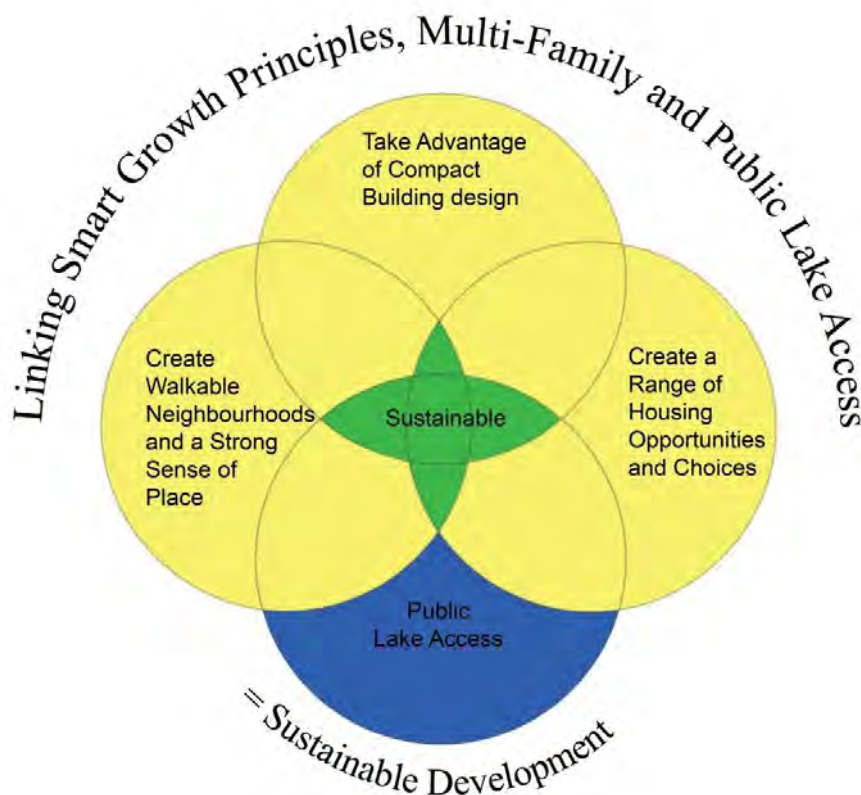 Linking Smart Growth Principles, Multi-Family and Public Lake Access
Take Advantage
of Compact
Building design
Create
Walkable
Neighbourhoods
and a Strong
Sense of
Place
Sustainable
Create a
Range of
Housing
Opportunities
and Choices
Public
Lake Access
= Sustainable Development